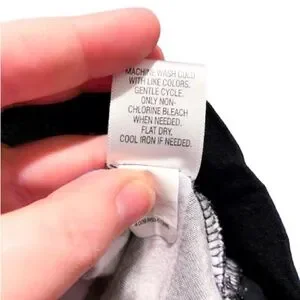 MACHINE WASH COLD
WITH LIKE COLORS.
GENTLE CYCLE.
ONLY NON-
CHLORINE BLEACH
WHEN NEEDED.
FLAT DRY.
COOL IRON IF NEEDED.